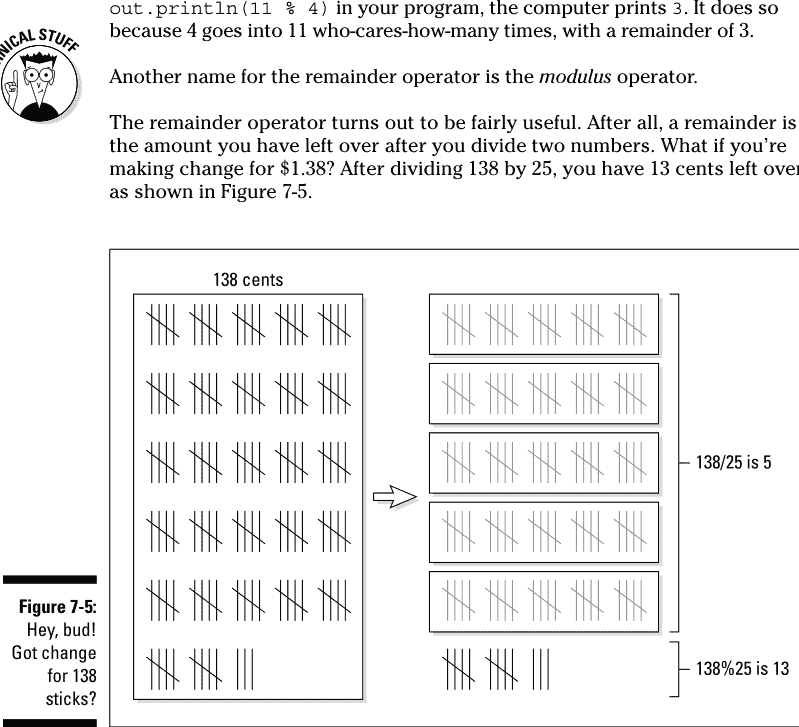 out.println(11 % 4) in your program, the computer prints 3. It does so
because 4 goes into 11 who-cares-how-many times, with a remainder of 3.
NICAL STUFF
Another name for the remainder operator is the modulus operator.
The remainder operator turns out to be fairly useful. After all, a remainder is
the amount you have left over after you divide two numbers. What if you're
making change for $1.38? After dividing 138 by 25, you have 13 cents left over
as shown in Figure 7-5.
138 cents
138/25 is 5
138%25 is 13
Figure 7-5:
Hey, bud!
Got change
for 138
sticks?